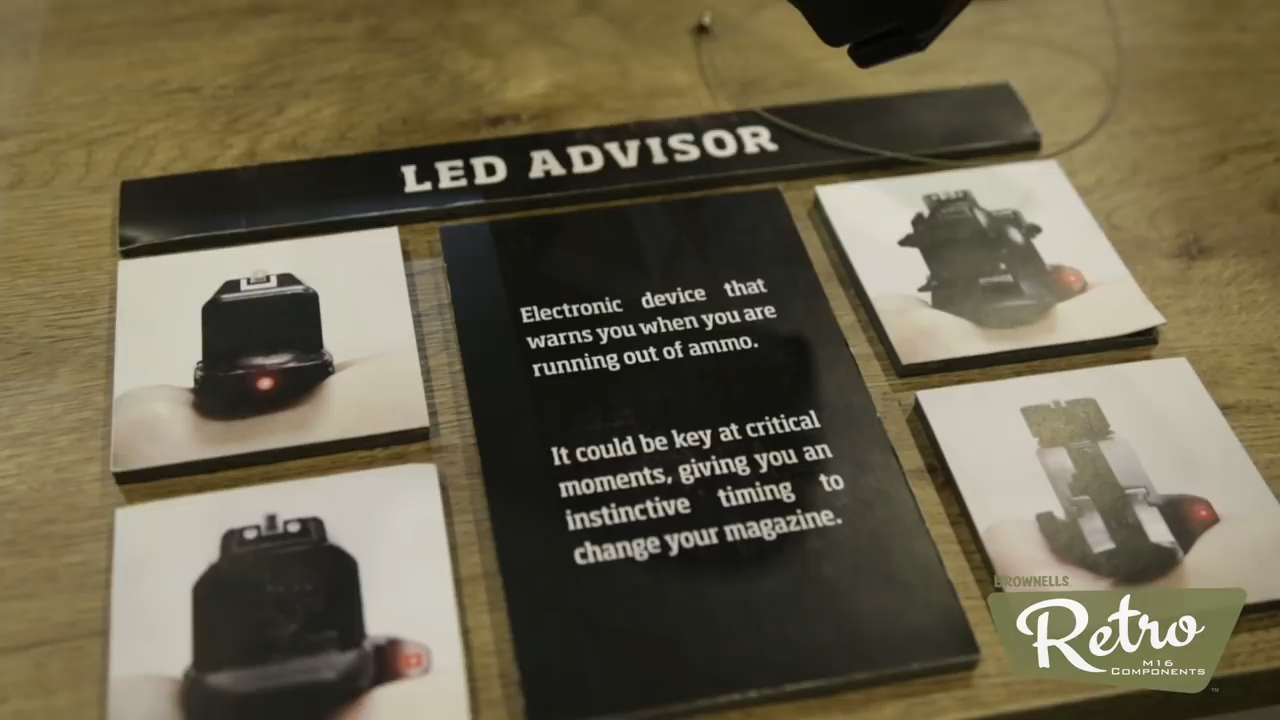 LED ADVISOR
Electronic device that
warns you when you are
running out of ammo.
It could be key at critical
moments, giving you an
instinctive timing to
change your magazine.
BROWNELLS
Retro
M16
COMPONENTS
TM